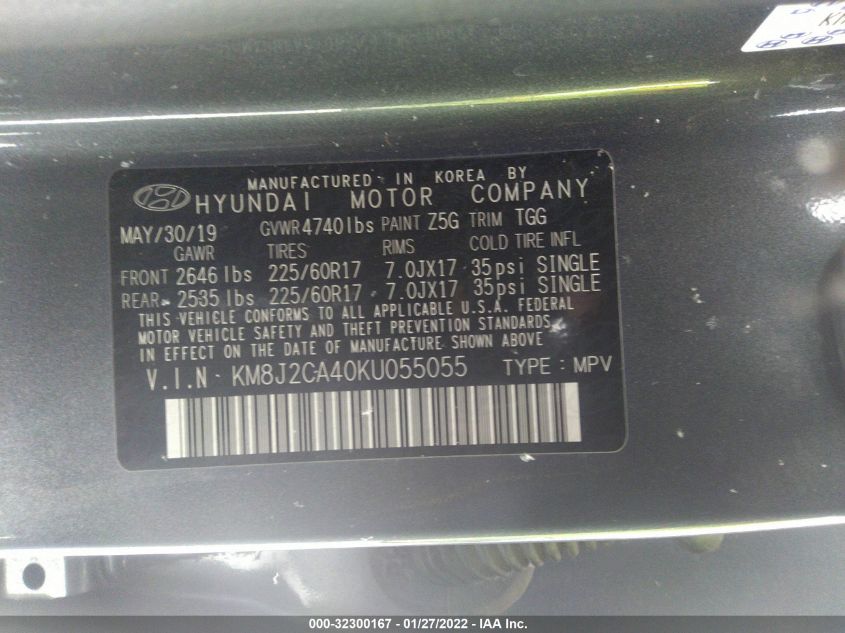 MANUFACTURED IN KOREA BY
HYUNDAI MOTOR COMPANY
MAY/30/19 GVWR 4740lbs PAINT Z5G TRIM TGG
GAWR TIRES RIMS COLD TIRE INFL
FRONT 2646 lbs 225/60R17 7.0JX17 35psi SINGLE
REAR 2535 lbs 225/60R17 7.0JX17 35psi SINGLE
THIS VEHICLE CONFORMS TO ALL APPLICABLE U.S.A. FEDERAL
MOTOR VEHICLE SAFETY AND THEFT PREVENTION STANDARDS
IN EFFECT ON THE DATE OF MANUFACTURE SHOWN ABOVE
V.I.N KM8J2CA40KU055055 TYPE : MPV
000-32300167 - 01/27/2022 - IAA Inc.